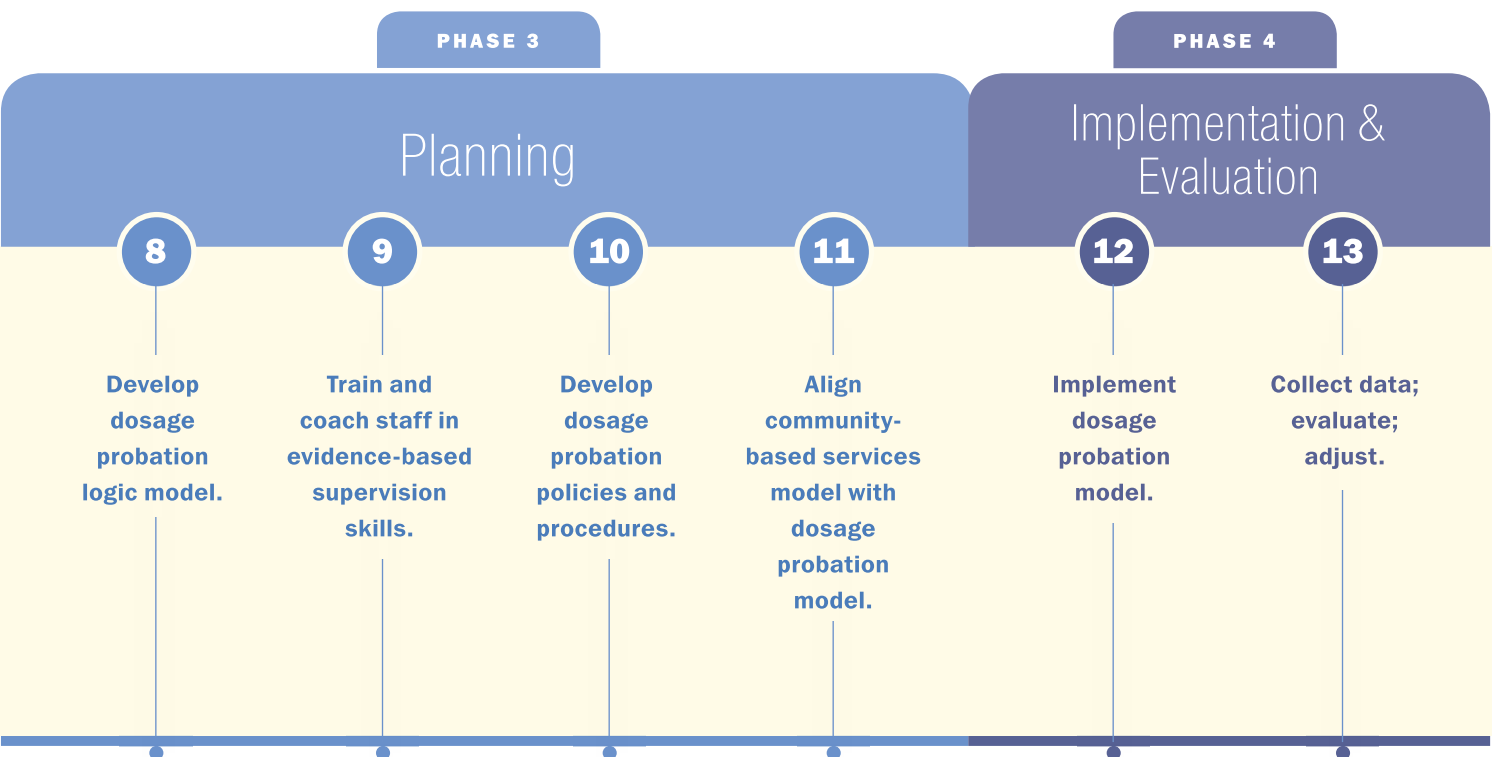 PHASE 3
Planning
8
Develop
dosage
probation
logic model.
9
Train and
coach staff in
evidence-based
supervision
skills.
10
Develop
dosage
probation
policies and
procedures.
11
Align
community-
based services
model with
dosage
probation
model.
PHASE 4
Implementation &
Evaluation
12
Implement
dosage
probation
model.
13
Collect data;
evaluate;
adjust.